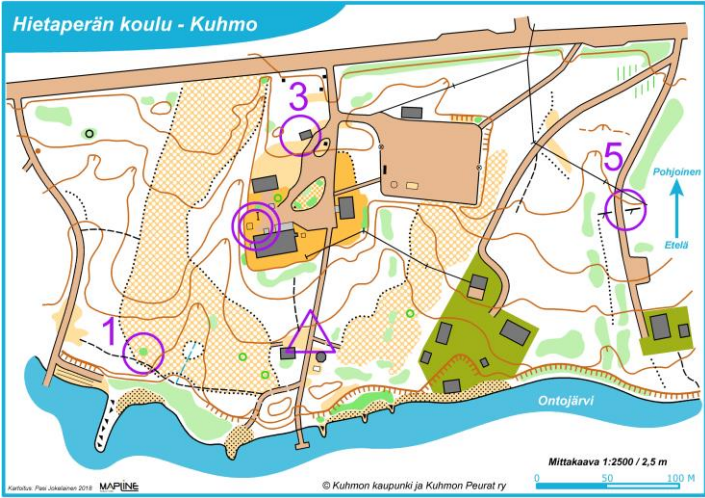 Hietaperän koulu - Kuhmo
3
5
Pohjoinen
Etelä
1
Ontojärvi
Mittakaava 1:2500 / 2,5 m
0 50 100 M
Kartoitus Pasi Jokelainen 2018 MAPLINE
© Kuhmon kaupunki ja Kuhmon Peurat ry